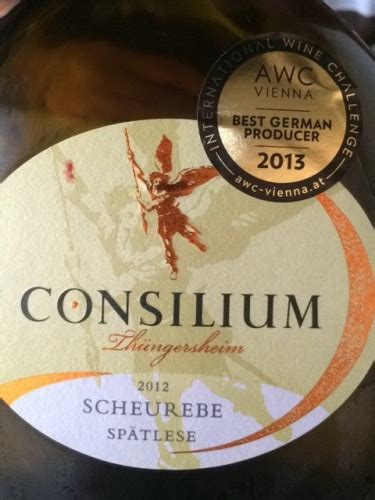 INTERNATIONAL WINE CHALLENGE
AWC
VIENNA
BEST GERMAN
PRODUCER
2013
awc-vienna.at
CONSILIUM
Thüngersheim
2012
SCHEUREBE
SPÄTLESE